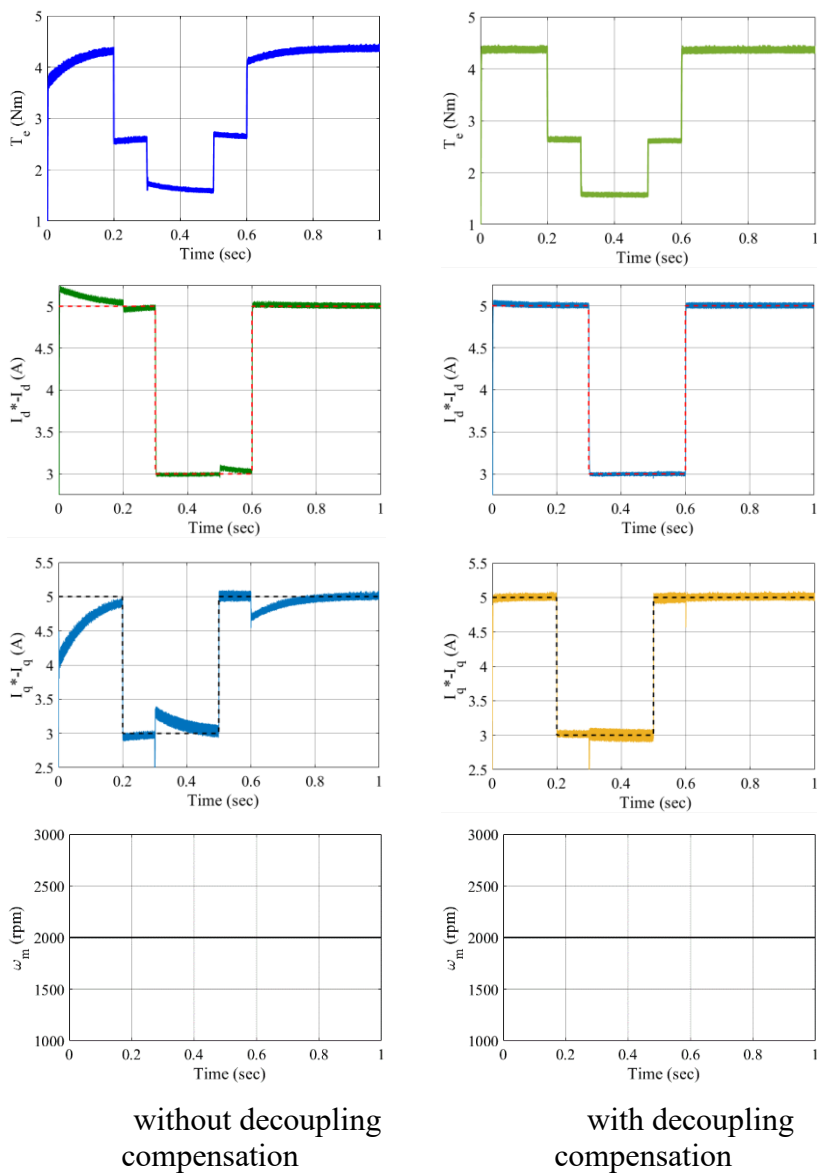 5
4
3
2
1
T_e (Nm)
0 0.2 0.4 0.6 0.8 1
Time (sec)
5
4
3
2
1
T_e (Nm)
0 0.2 0.4 0.6 0.8 1
Time (sec)
5
4.5
4
3.5
3
I_d*-I_d (A)
0 0.2 0.4 0.6 0.8 1
Time (sec)
5
4.5
4
3.5
3
I_d*-I_d (A)
0 0.2 0.4 0.6 0.8 1
Time (sec)
5.5
5
4.5
4
3.5
3
2.5
I_q*-I_q (A)
0 0.2 0.4 0.6 0.8 1
Time (sec)
5.5
5
4.5
4
3.5
3
2.5
I_q*-I_q (A)
0 0.2 0.4 0.6 0.8 1
Time (sec)
3000
2500
2000
1500
1000
ω_m (rpm)
0 0.2 0.4 0.6 0.8 1
Time (sec)
3000
2500
2000
1500
1000
ω_m (rpm)
0 0.2 0.4 0.6 0.8 1
Time (sec)
without decoupling
compensation
with decoupling
compensation